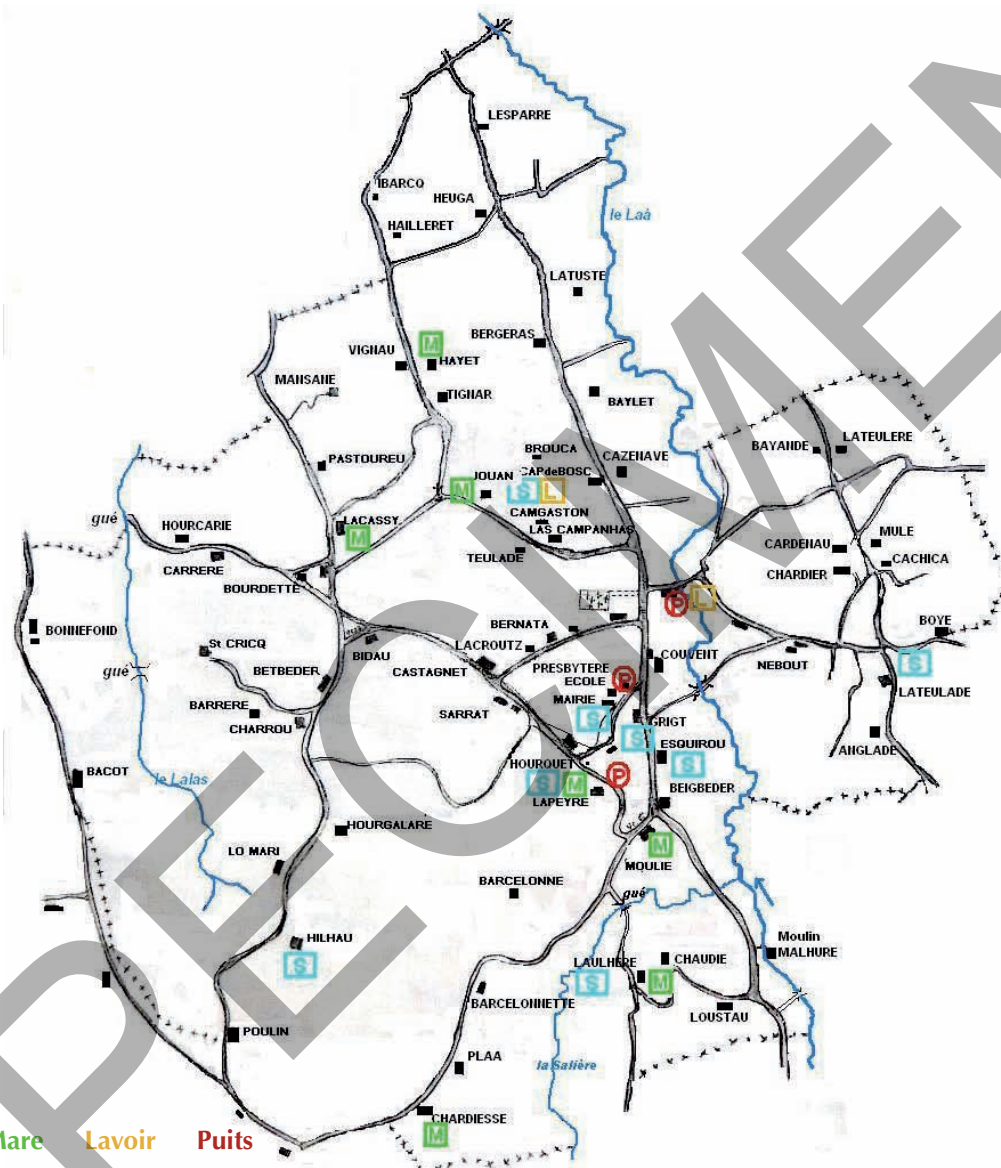 LESPARRE
IBARCQ
HEUGA
le Laà
HAILLERET
LATUSTE
BERGERAS
M
VIGNAU
HAYET
MANSANE
TIGNAR
BAYLET
BROUCA
BAYANDE
LATEULERE
CAZENAVE
PASTOUREU
CAPdeBOSC
JOUAN
M
S
L
gué
LACASSY
CAMGASTON
HOURCARIE
LAS CAMPANHAS
MULE
M
CARDEHAU
TEULADE
CACHICA
CARRERE
CHARDIER
BOURDETTE
P
L
BERNATA
BOYE
BONNEFOND
St CRICQ
LACROUTZ
BIDAU
COUVENT
NEBOUT
S
gué
BETBEDER
CASTAGNET
PRESBYTERE
ECOLE
P
LATEULADE
MAIRIE
BARRERE
SARRAT
S
GRIGT
CHARROU
S
ESQUIROU
ANGLADE
HOURQUET
S
BACOT
le Lalas
S
M
P
BEIGBEDER
LAPEYRE
HOURGALARÉ
M
LO MARI
MOULIE
BARCELONNE
gué
HILHAU
Moulin
MALHURE
S
LAULHERE
CHAUDIE
S
M
BARCELONNETTE
LOUSTAU
POULIN
PLAA
la Salière
CHARDIESSE
M
Mare Lavoir Puits
SPECIMEN